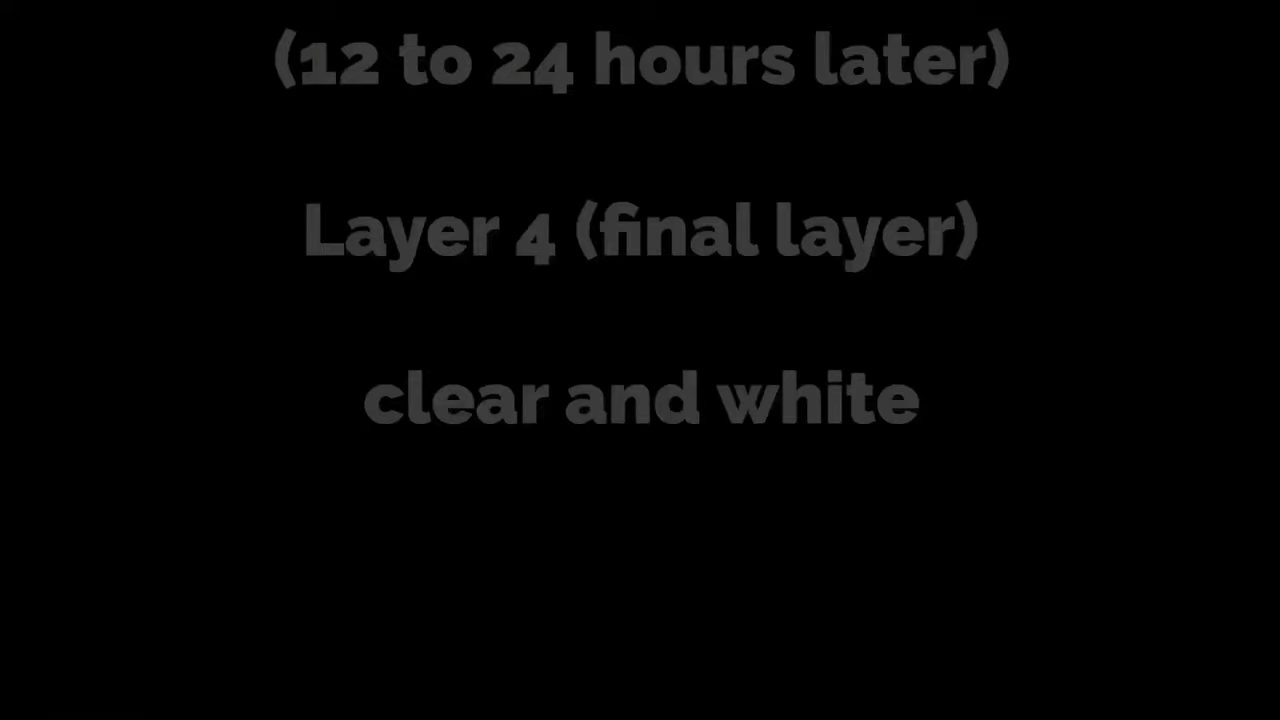 (12 to 24 hours later)
Layer 4 (final layer)
clear and white